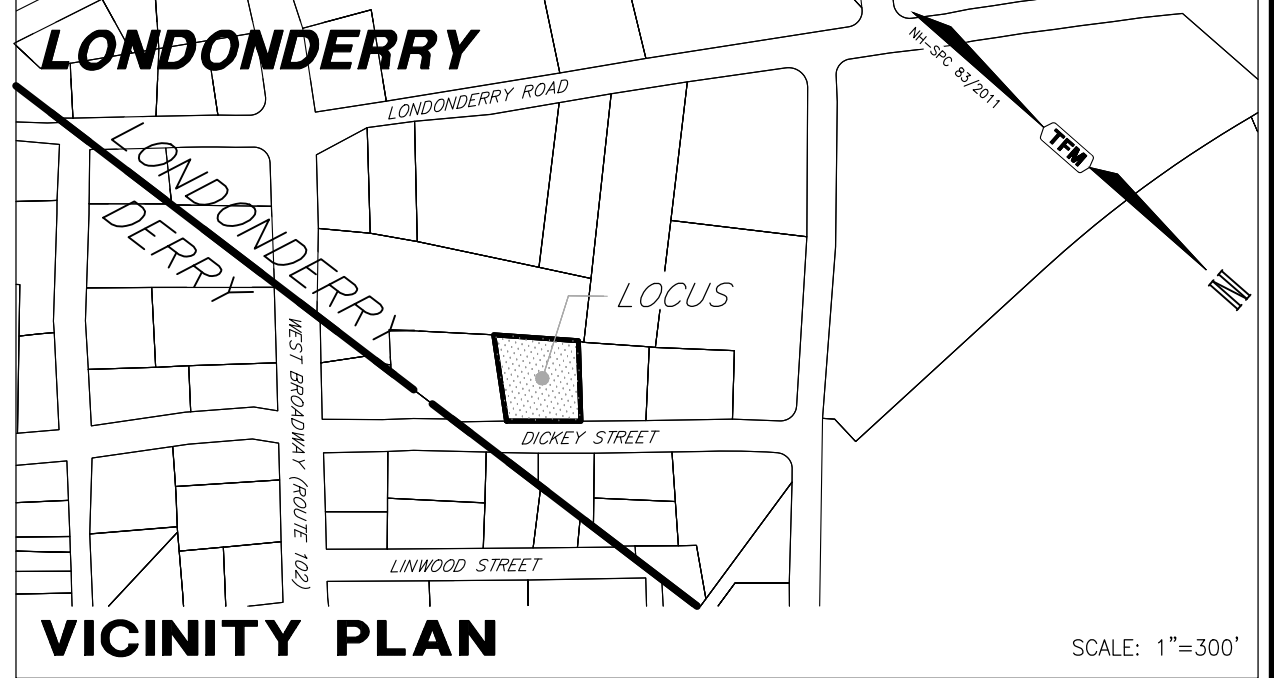 LONDONDERRY
LONDONDERRY ROAD
NH-SPC 83/2011
TFM
N
LONDONDERRY
DERRY
LOCUS
WEST BROADWAY (ROUTE 102)
DICKEY STREET
LINWOOD STREET
VICINITY PLAN
SCALE: 1"=300'